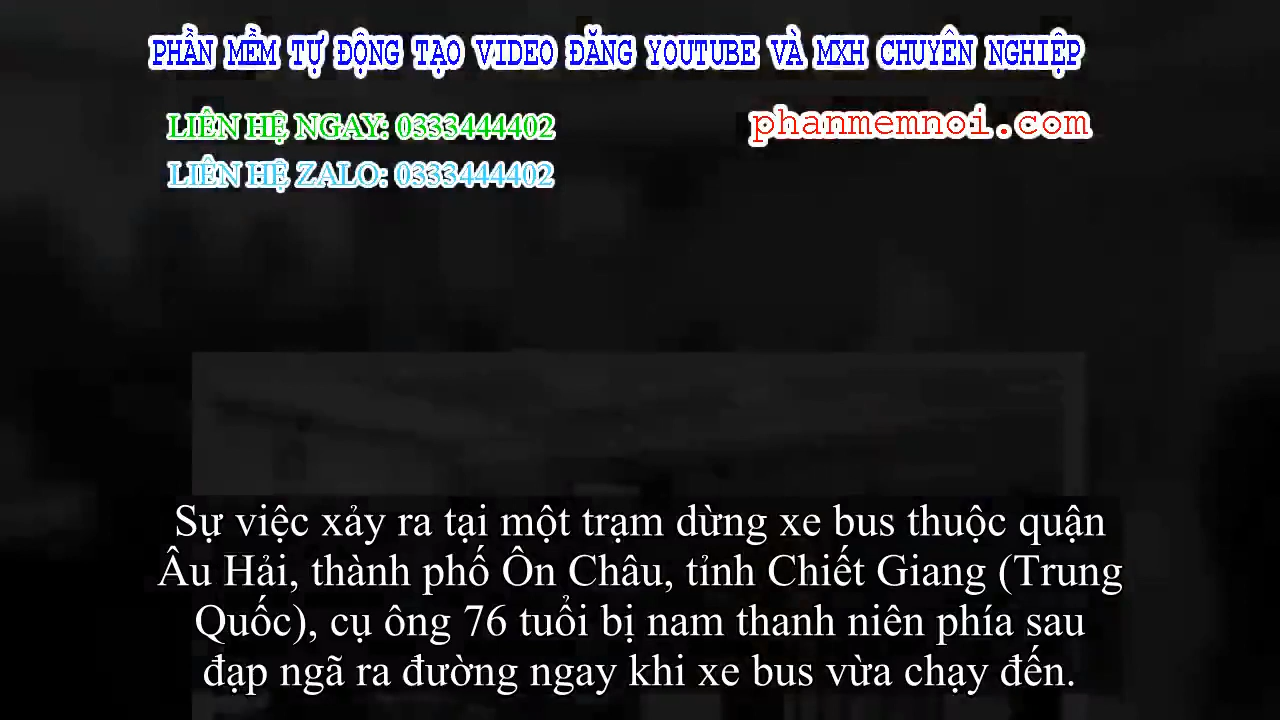 PHẦN MỀM TỰ ĐỘNG TẠO VIDEO ĐĂNG YOUTUBE VÀ MXH CHUYÊN NGHIỆP
LIÊN HỆ NGAY: 0333444402
phanmemnoi.com
LIÊN HỆ ZALO: 0333444402
Sự việc xảy ra tại một trạm dừng xe bus thuộc quận
Âu Hải, thành phố Ôn Châu, tỉnh Chiết Giang (Trung
Quốc), cụ ông 76 tuổi bị nam thanh niên phía sau
đạp ngã ra đường ngay khi xe bus vừa chạy đến.